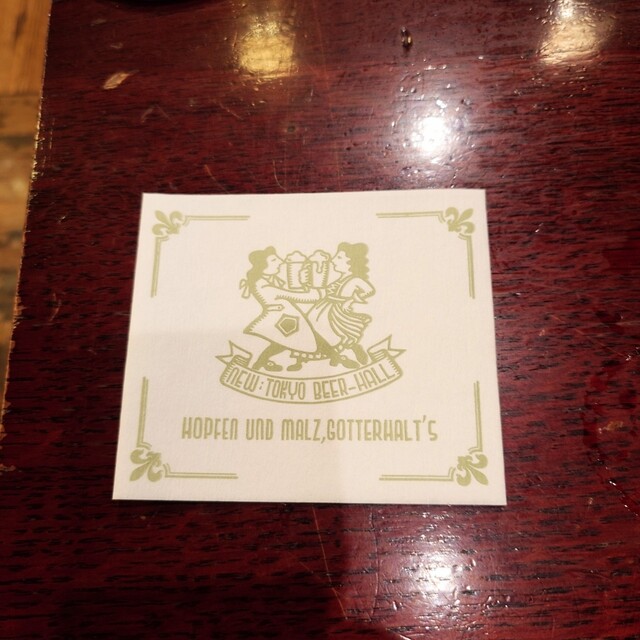 NEW:TOKYO BEER-HALL
HOPFEN UND MALZ,GOTTERHALT'S